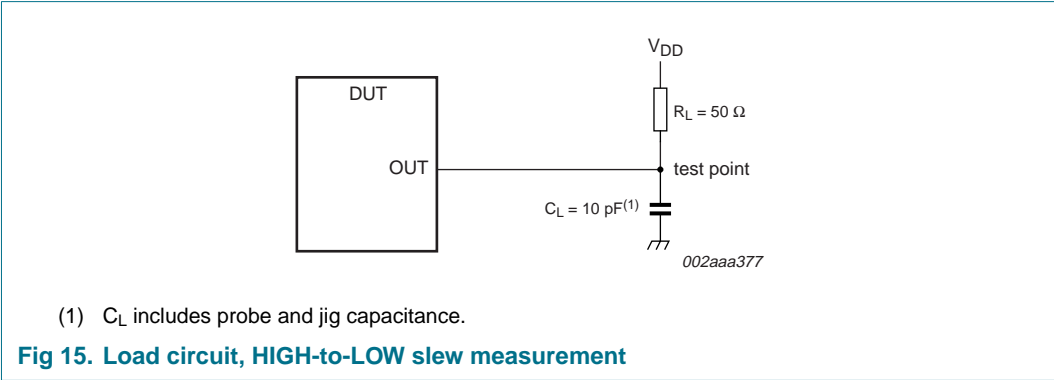 VDD
DUT
RL = 50 Ω
OUT
test point
CL = 10 pF(1)
002aaa377
(1) CL includes probe and jig capacitance.
Fig 15. Load circuit, HIGH-to-LOW slew measurement